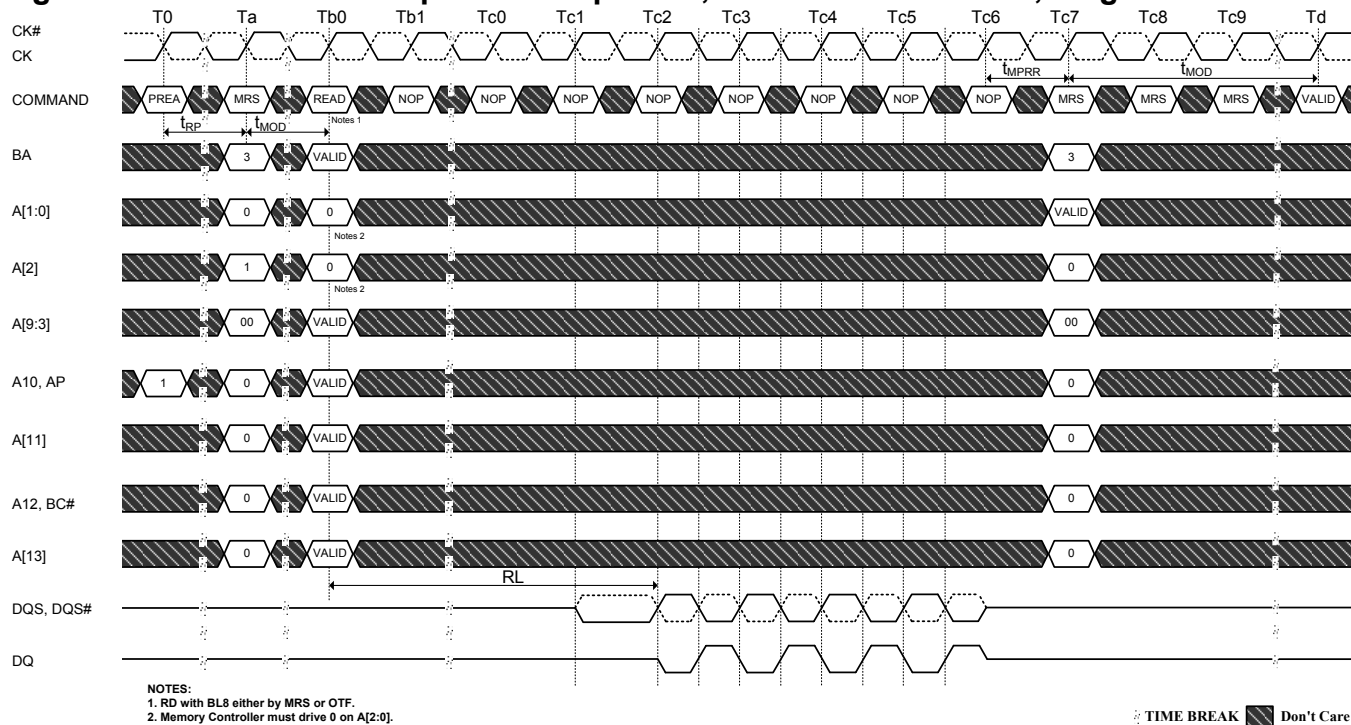 T0 Ta Tb0 Tb1 Tc0 Tc1 Tc2 Tc3 Tc4 Tc5 Tc6 Tc7 Tc8 Tc9 Td
CK#
CK
tMPRR tMOD
COMMAND PREA MRS READ NOP NOP NOP NOP NOP NOP NOP NOP MRS MRS MRS VALID
tRP tMOD Notes 1
BA 3 VALID 3
A[1:0] 0 0 VALID
Notes 2
A[2] 1 0 0
Notes 2
A[9:3] 00 VALID 00
A10, AP 1 0 VALID 0
A[11] 0 VALID 0
A12, BC# 0 VALID 0
A[13] 0 VALID 0
RL
DQS, DQS#
DQ
NOTES:
1. RD with BL8 either by MRS or OTF.
2. Memory Controller must drive 0 on A[2:0].
TIME BREAK Don't Care